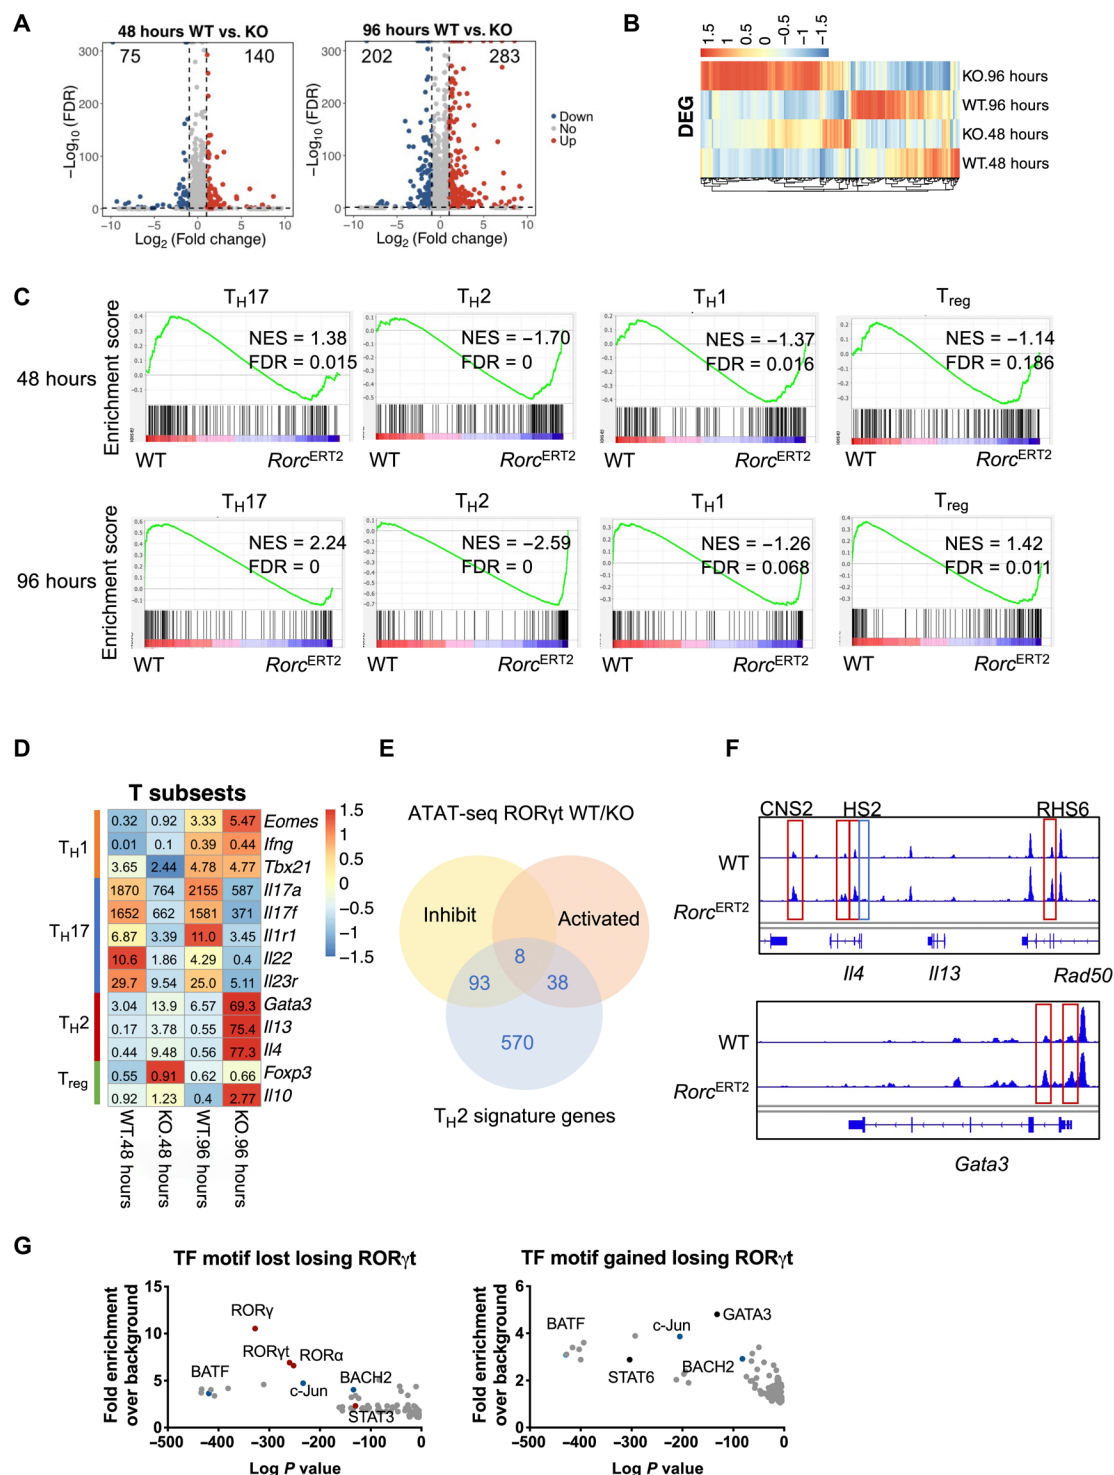 A
48 hours WT vs. KO
96 hours WT vs. KO
75
140
202
283
−Log10 (FDR)
300
200
100
0
−10
−5
0
5
10
Log2 (Fold change)
−Log10 (FDR)
300
200
100
0
−10
−5
0
5
10
Log2 (Fold change)
Down
No
Up
B
1.5
1
0.5
0
−0.5
−1
−1.5
DEG
KO.96 hours
WT.96 hours
KO.48 hours
WT.48 hours
C
48 hours
Enrichment score
TH17
NES = 1.38
FDR = 0.015
WT
RorcERT2
TH2
NES = −1.70
FDR = 0
WT
RorcERT2
TH1
NES = −1.37
FDR = 0.016
WT
RorcERT2
Treg
NES = −1.14
FDR = 0.186
WT
RorcERT2
96 hours
Enrichment score
TH17
NES = 2.24
FDR = 0
WT
RorcERT2
TH2
NES = −2.59
FDR = 0
WT
RorcERT2
TH1
NES = −1.26
FDR = 0.068
WT
RorcERT2
Treg
NES = 1.42
FDR = 0.011
WT
RorcERT2
D
T subsests
TH1
TH17
TH2
Treg
0.32 0.92 3.33 5.47 Eomes
0.01 0.1 0.39 0.44 Ifng
3.65 2.44 4.78 4.77 Tbx21
1870 764 2155 587 Il17a
1652 662 1581 371 Il17f
6.87 3.39 11.0 3.45 Il1r1
10.6 1.86 4.29 0.4 Il22
29.7 9.54 25.0 5.11 Il23r
3.04 13.9 6.57 69.3 Gata3
0.17 3.78 0.55 75.4 Il13
0.44 9.48 0.56 77.3 Il4
0.55 0.91 0.62 0.66 Foxp3
0.92 1.23 0.4 2.77 Il10
WT.48 hours
KO.48 hours
WT.96 hours
KO.96 hours
1.5
1
0.5
0
−0.5
−1
−1.5
E
ATAT-seq RORγt WT/KO
Inhibit
Activated
8
93
38
570
TH2 signature genes
F
CNS2
HS2
RHS6
WT
RorcERT2
Il4
Il13
Rad50
WT
RorcERT2
Gata3
G
TF motif lost losing RORγt
Fold enrichment
over background
15
10
5
0
RORγ
RORγt
RORα
BATF
c-Jun
BACH2
STAT3
−500
−400
−300
−200
−100
0
Log P value
TF motif gained losing RORγt
Fold enrichment
over background
6
4
2
0
BATF
c-Jun
GATA3
STAT6
BACH2
−500
−400
−300
−200
−100
0
Log P value